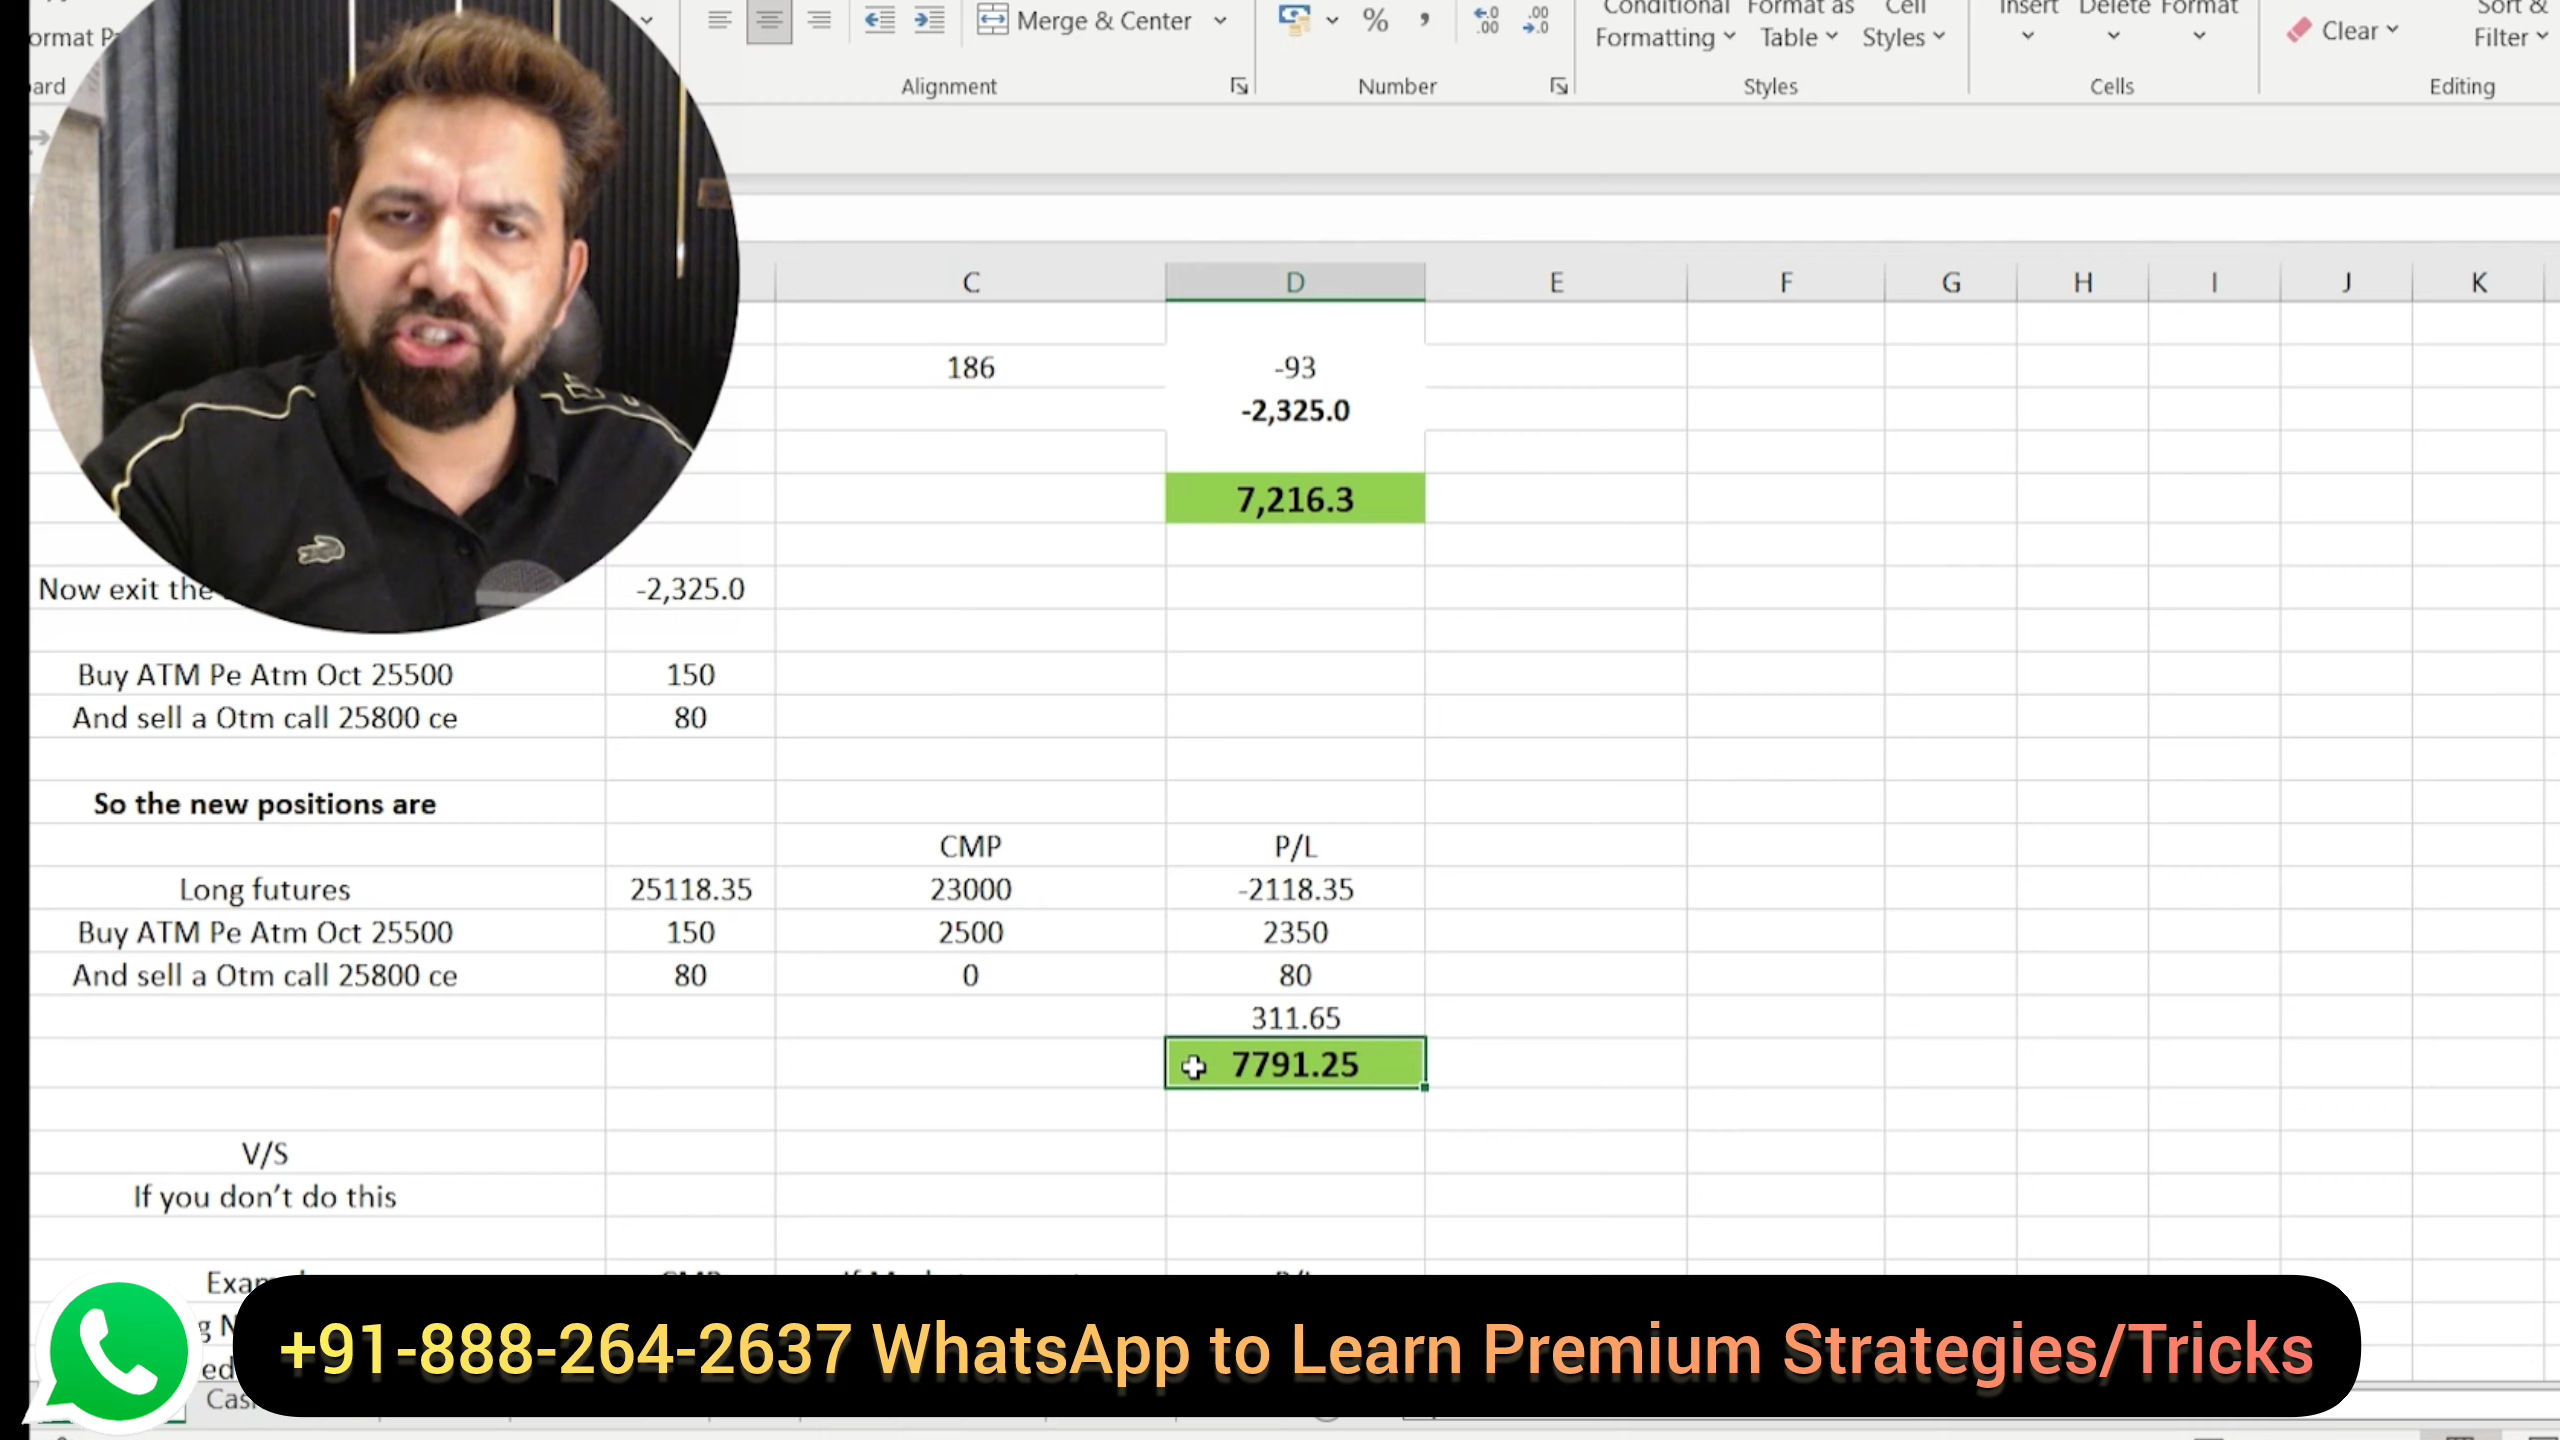 Merge & Center
%
Conditional Formatting
Format as Table
Cell Styles
Insert
Delete
Format
Clear
Sort & Filter
Alignment
Number
Styles
Cells
Editing
C D E F G H I J K
186 -93
-2,325.0
7,216.3
Now exit the -2,325.0
Buy ATM Pe Atm Oct 25500 150
And sell a Otm call 25800 ce 80
So the new positions are
CMP P/L
Long futures 25118.35 23000 -2118.35
Buy ATM Pe Atm Oct 25500 150 2500 2350
And sell a Otm call 25800 ce 80 0 80
311.65
7791.25
V/S
If you don't do this
+91-888-264-2637 WhatsApp to Learn Premium Strategies/Tricks